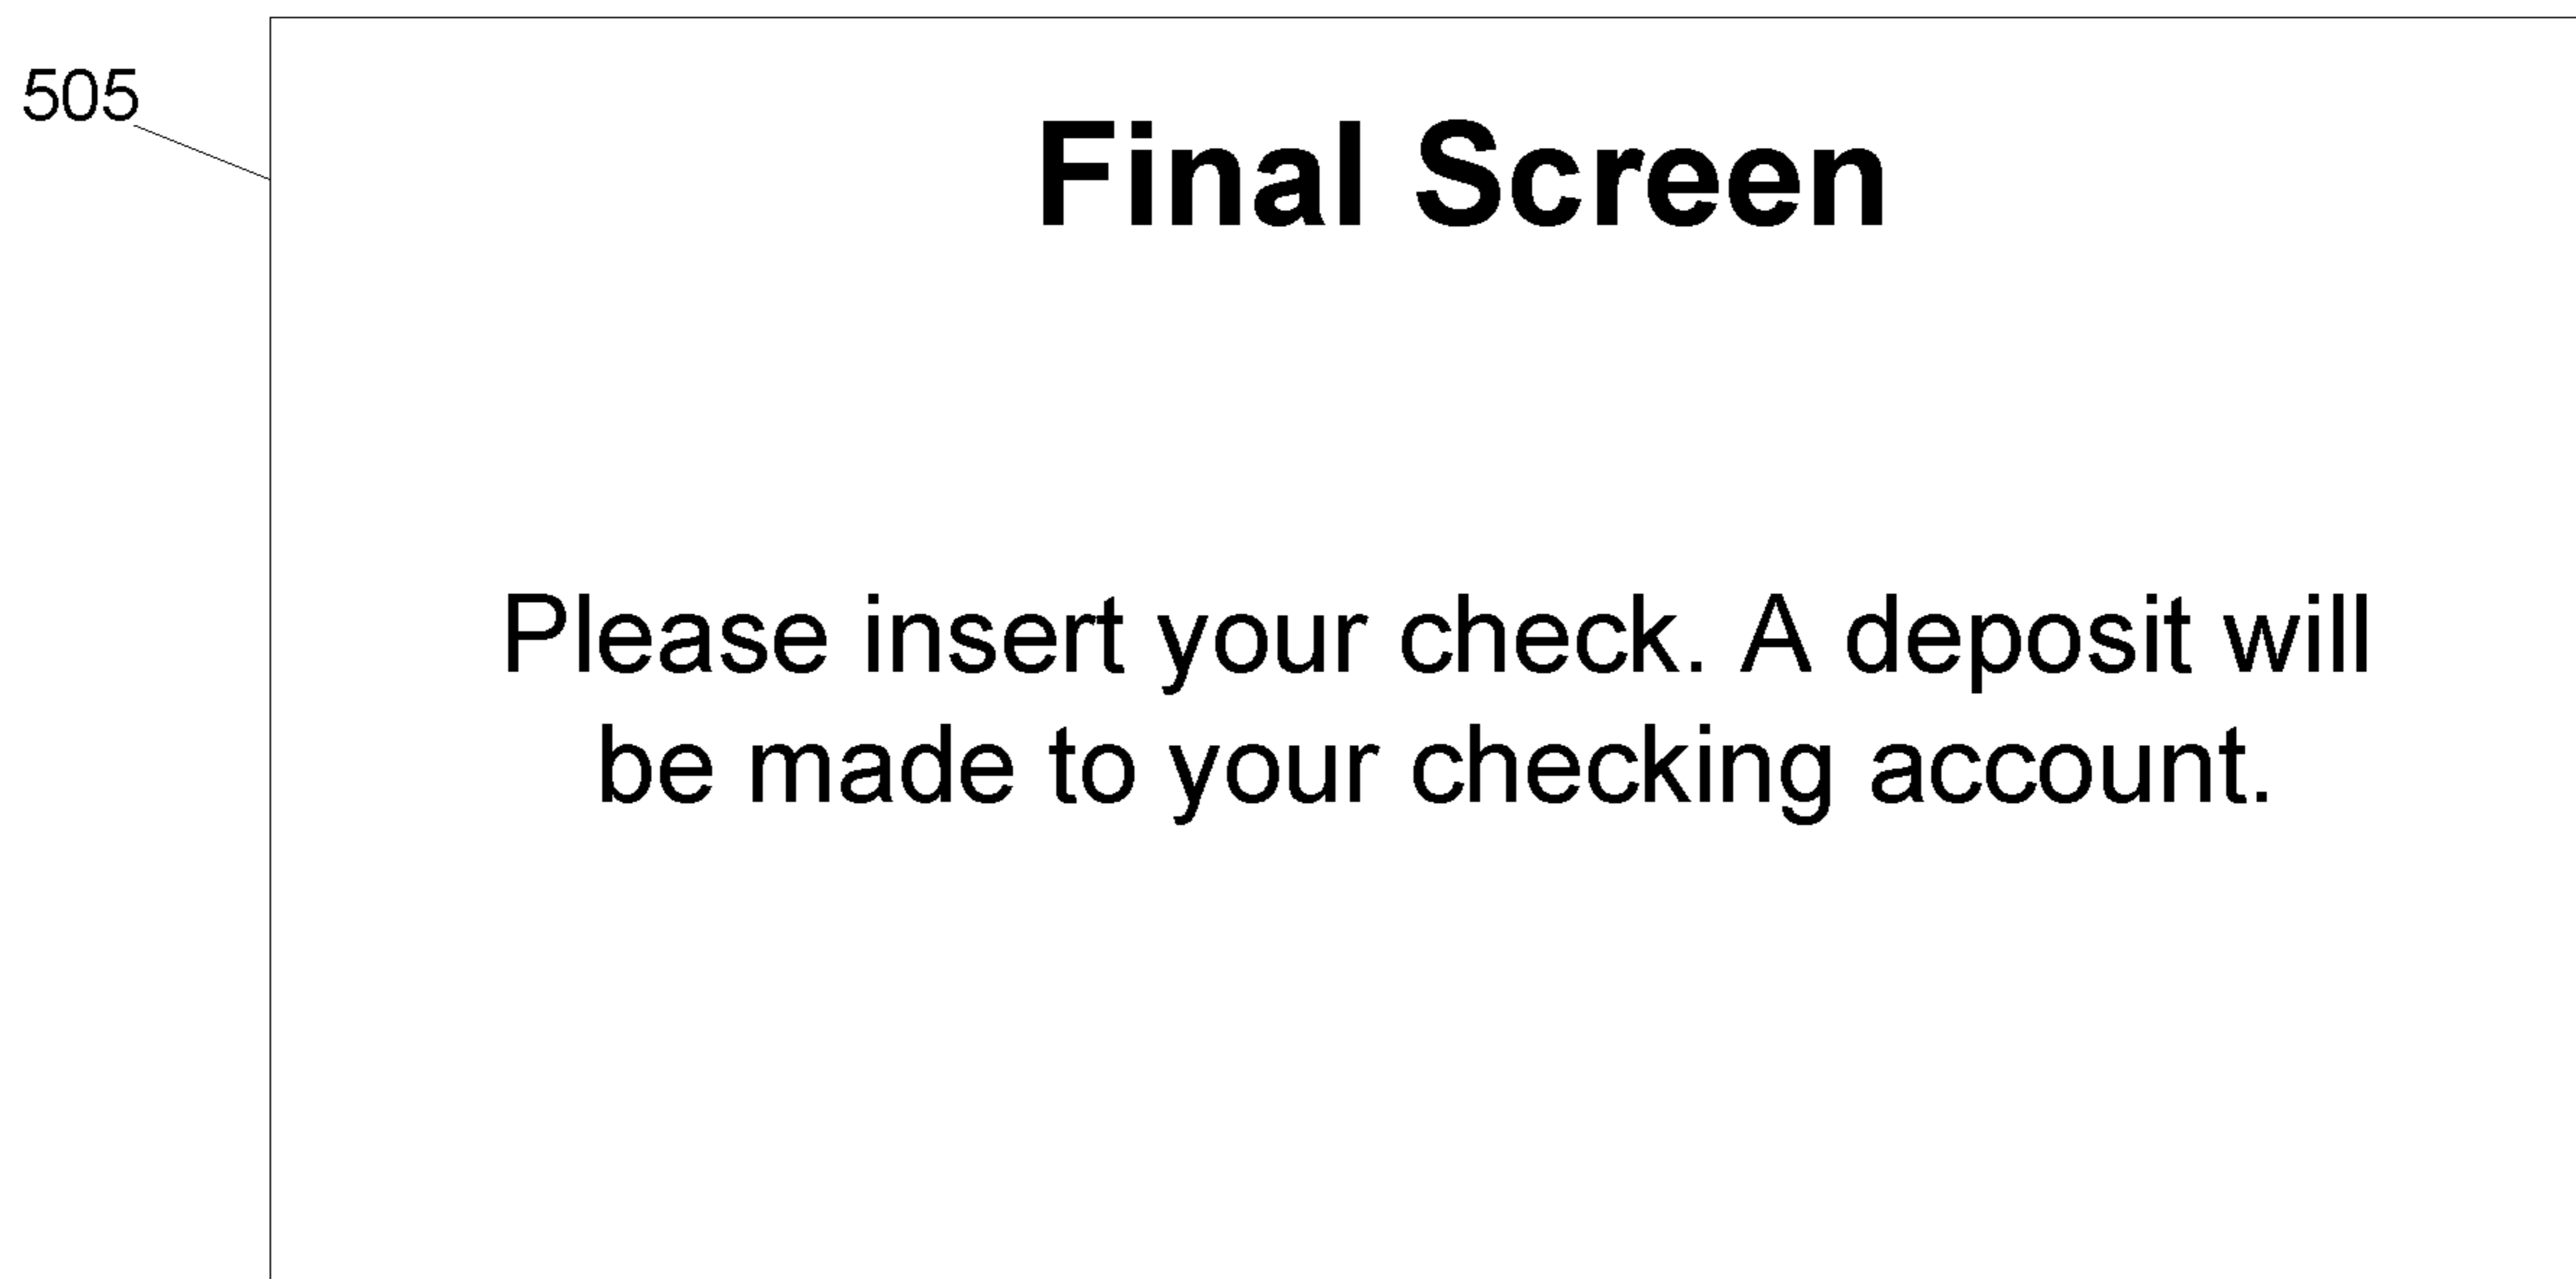 505
Final Screen
Please insert your check. A deposit will
be made to your checking account.